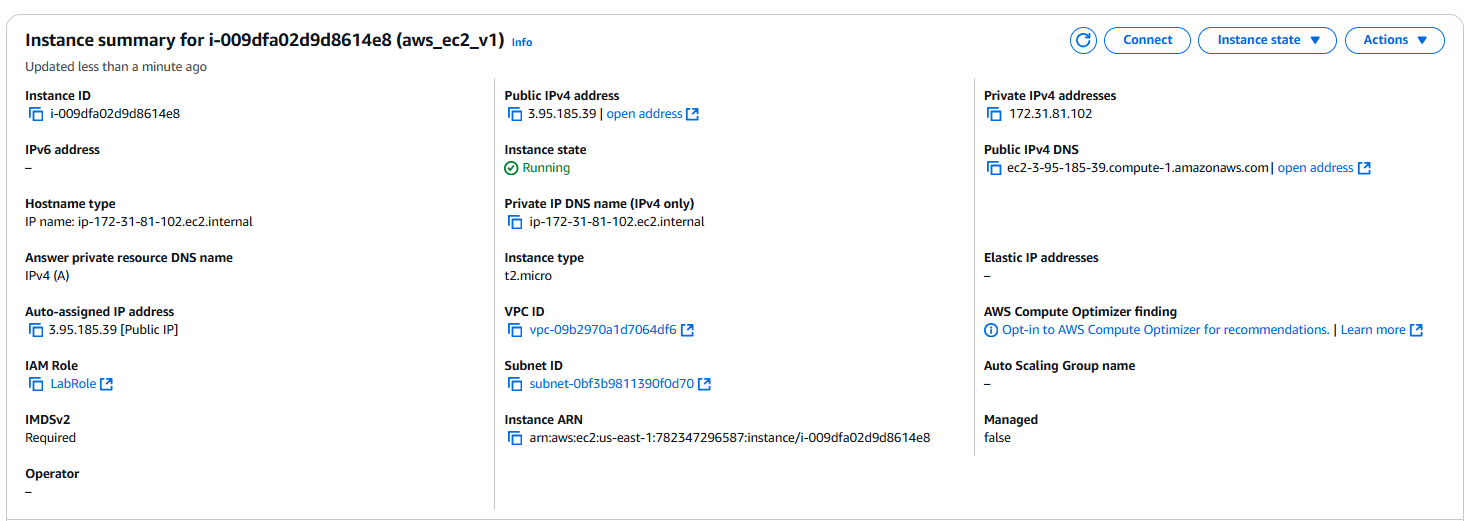 Instance summary for i-009dfa02d9d8614e8 (aws_ec2_v1) Info
Connect
Instance state
Actions
Updated less than a minute ago
Instance ID
i-009dfa02d9d8614e8
Public IPv4 address
3.95.185.39 | open address
Private IPv4 addresses
172.31.81.102
IPv6 address
–
Instance state
Running
Public IPv4 DNS
ec2-3-95-185-39.compute-1.amazonaws.com | open address
Hostname type
IP name: ip-172-31-81-102.ec2.internal
Private IP DNS name (IPv4 only)
ip-172-31-81-102.ec2.internal
Answer private resource DNS name
IPv4 (A)
Instance type
t2.micro
Elastic IP addresses
–
Auto-assigned IP address
3.95.185.39 [Public IP]
VPC ID
vpc-09b2970a1d7064df6
AWS Compute Optimizer finding
Opt-in to AWS Compute Optimizer for recommendations. | Learn more
IAM Role
LabRole
Subnet ID
subnet-0bf3b9811390f0d70
Auto Scaling Group name
–
IMDSv2
Required
Instance ARN
arn:aws:ec2:us-east-1:782347296587:instance/i-009dfa02d9d8614e8
Managed
false
Operator
–